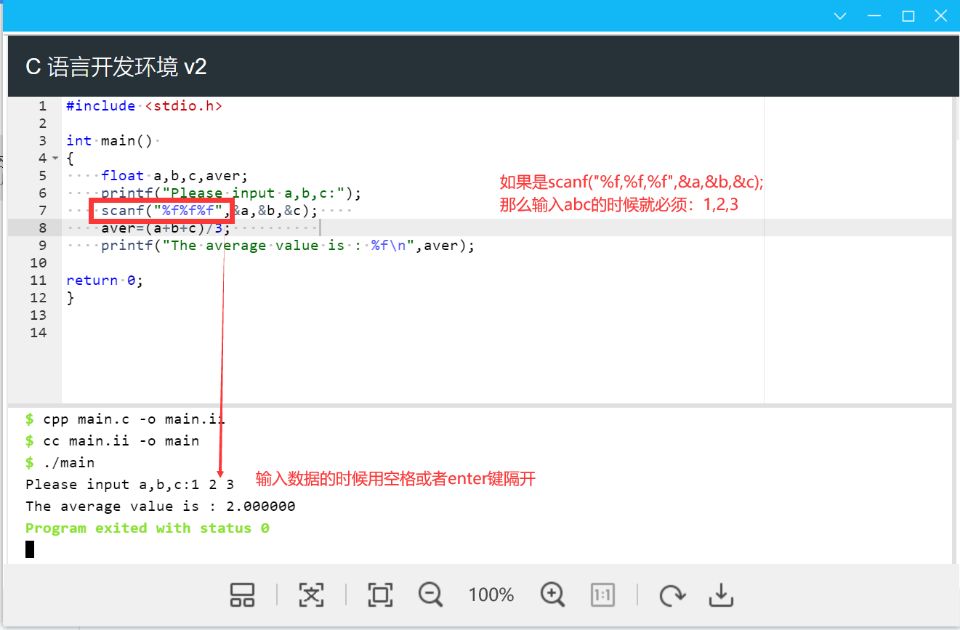 C 语言开发环境 v2
1 #include <stdio.h>
2
3 int main()
4 {
5 float a,b,c,aver;
6 printf("Please input a,b,c:");
7 scanf("%f%f%f",&a,&b,&c);
8 aver=(a+b+c)/3;
9 printf("The average value is : %f\n",aver);
10
11 return 0;
12 }
13
14
如果是scanf("%f,%f,%f",&a,&b,&c);
那么输入abc的时候就必须：1,2,3
$ cpp main.c -o main.ii
$ cc main.ii -o main
$ ./main
Please input a,b,c:1 2 3
输入数据的时候用空格或者enter键隔开
The average value is : 2.000000
Program exited with status 0
100%
1:1